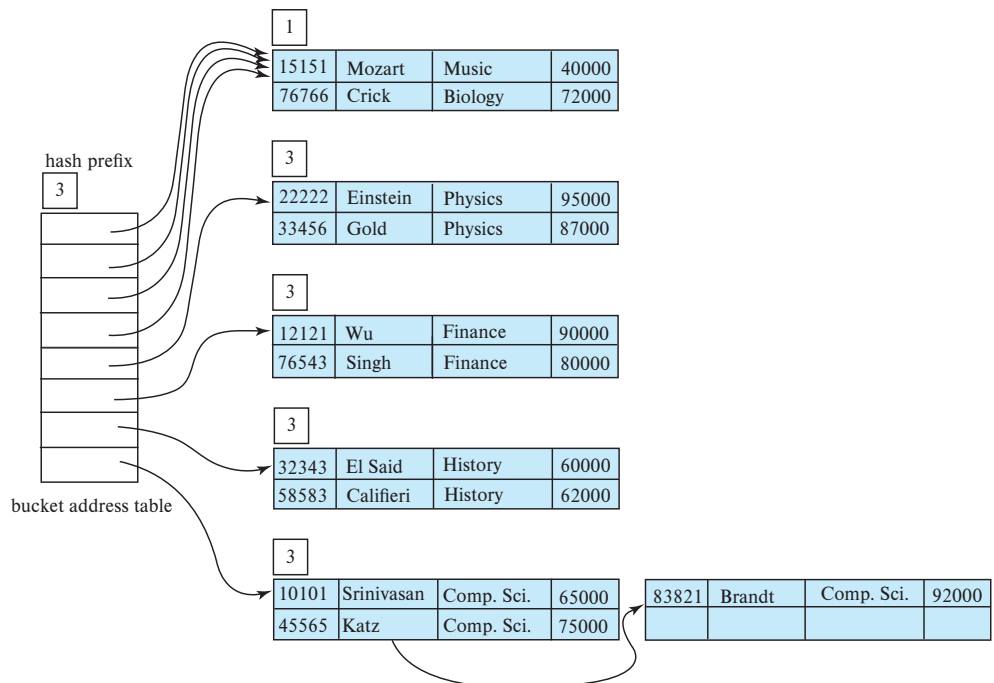 1
15151 Mozart Music 40000
76766 Crick Biology 72000
hash prefix
3
3
22222 Einstein Physics 95000
33456 Gold Physics 87000
3
12121 Wu Finance 90000
76543 Singh Finance 80000
3
32343 El Said History 60000
58583 Califieri History 62000
bucket address table
3
10101 Srinivasan Comp. Sci. 65000
45565 Katz Comp. Sci. 75000
83821 Brandt Comp. Sci. 92000